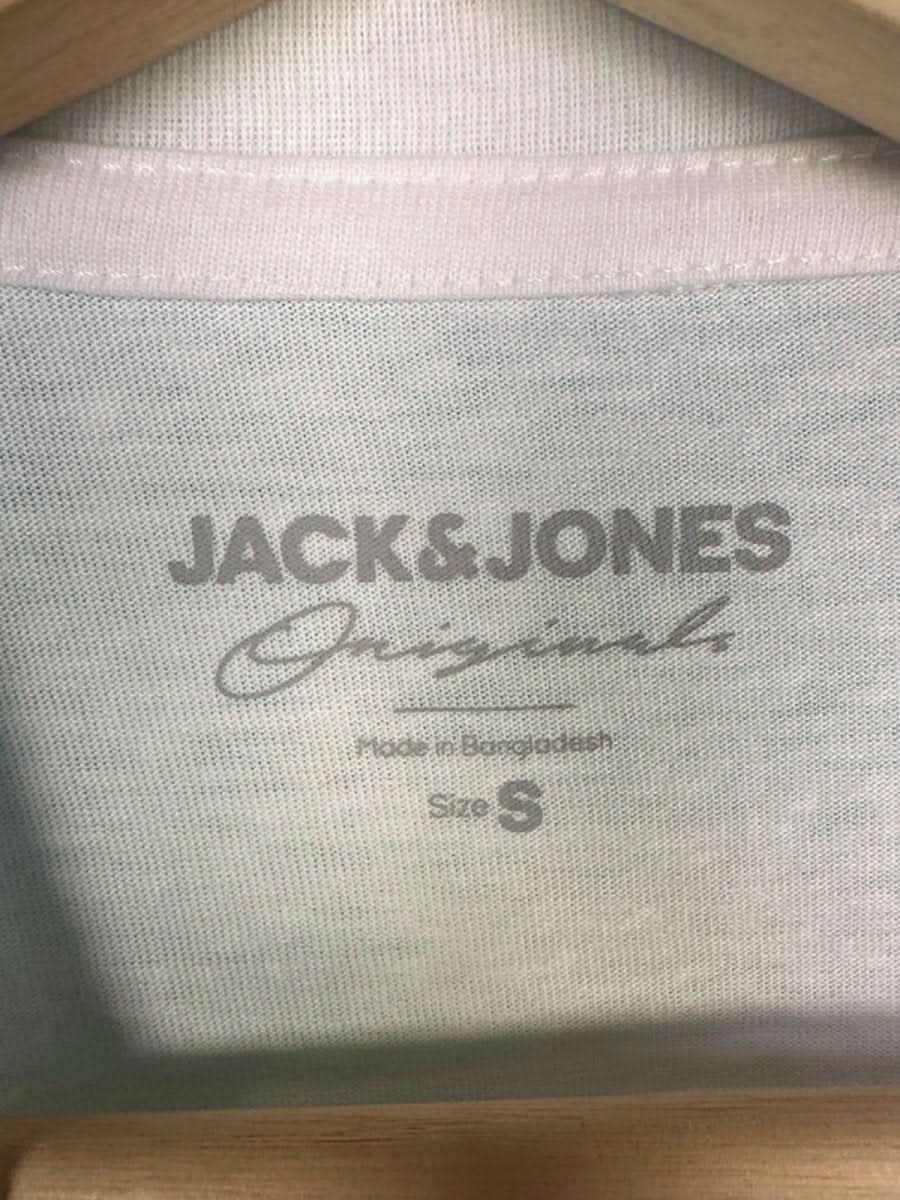 JACK&JONES
Originals
Made in Bangladesh
Size S